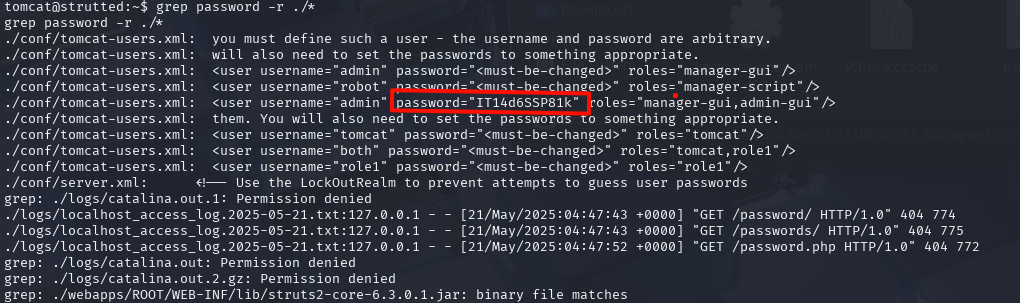 Downloads
tomcat@strutted:~$ grep password -r ./*
grep password -r ./*
./conf/tomcat-users.xml:  you must define such a user - the username and password are arbitrary.
./conf/tomcat-users.xml:  will also need to set the passwords to something appropriate.
./conf/tomcat-users.xml:  <user username="admin" password="<must-be-changed>" roles="manager-gui"/>
./conf/tomcat-users.xml:  <user username="robot" password="<must-be-changed>" roles="manager-script"/>
./conf/tomcat-users.xml:  <user username="admin" password="IT14d6SSP81k" roles="manager-gui,admin-gui"/>
./conf/tomcat-users.xml:  them. You will also need to set the passwords to something appropriate.
./conf/tomcat-users.xml:  <user username="tomcat" password="<must-be-changed>" roles="tomcat"/>
./conf/tomcat-users.xml:  <user username="both" password="<must-be-changed>" roles="tomcat,role1"/>
./conf/tomcat-users.xml:  <user username="role1" password="<must-be-changed>" roles="role1"/>
./conf/server.xml:      <!-- Use the LockOutRealm to prevent attempts to guess user passwords
grep: ./logs/catalina.out.1: Permission denied
./logs/localhost_access_log.2025-05-21.txt:127.0.0.1 - - [21/May/2025:04:47:43 +0000] "GET /password/ HTTP/1.0" 404 774
./logs/localhost_access_log.2025-05-21.txt:127.0.0.1 - - [21/May/2025:04:47:43 +0000] "GET /passwords/ HTTP/1.0" 404 775
./logs/localhost_access_log.2025-05-21.txt:127.0.0.1 - - [21/May/2025:04:47:52 +0000] "GET /password.php HTTP/1.0" 404 772
grep: ./logs/catalina.out: Permission denied
grep: ./logs/catalina.out.2.gz: Permission denied
grep: ./webapps/ROOT/WEB-INF/lib/struts2-core-6.3.0.1.jar: binary file matches
P.Rosa.ccache